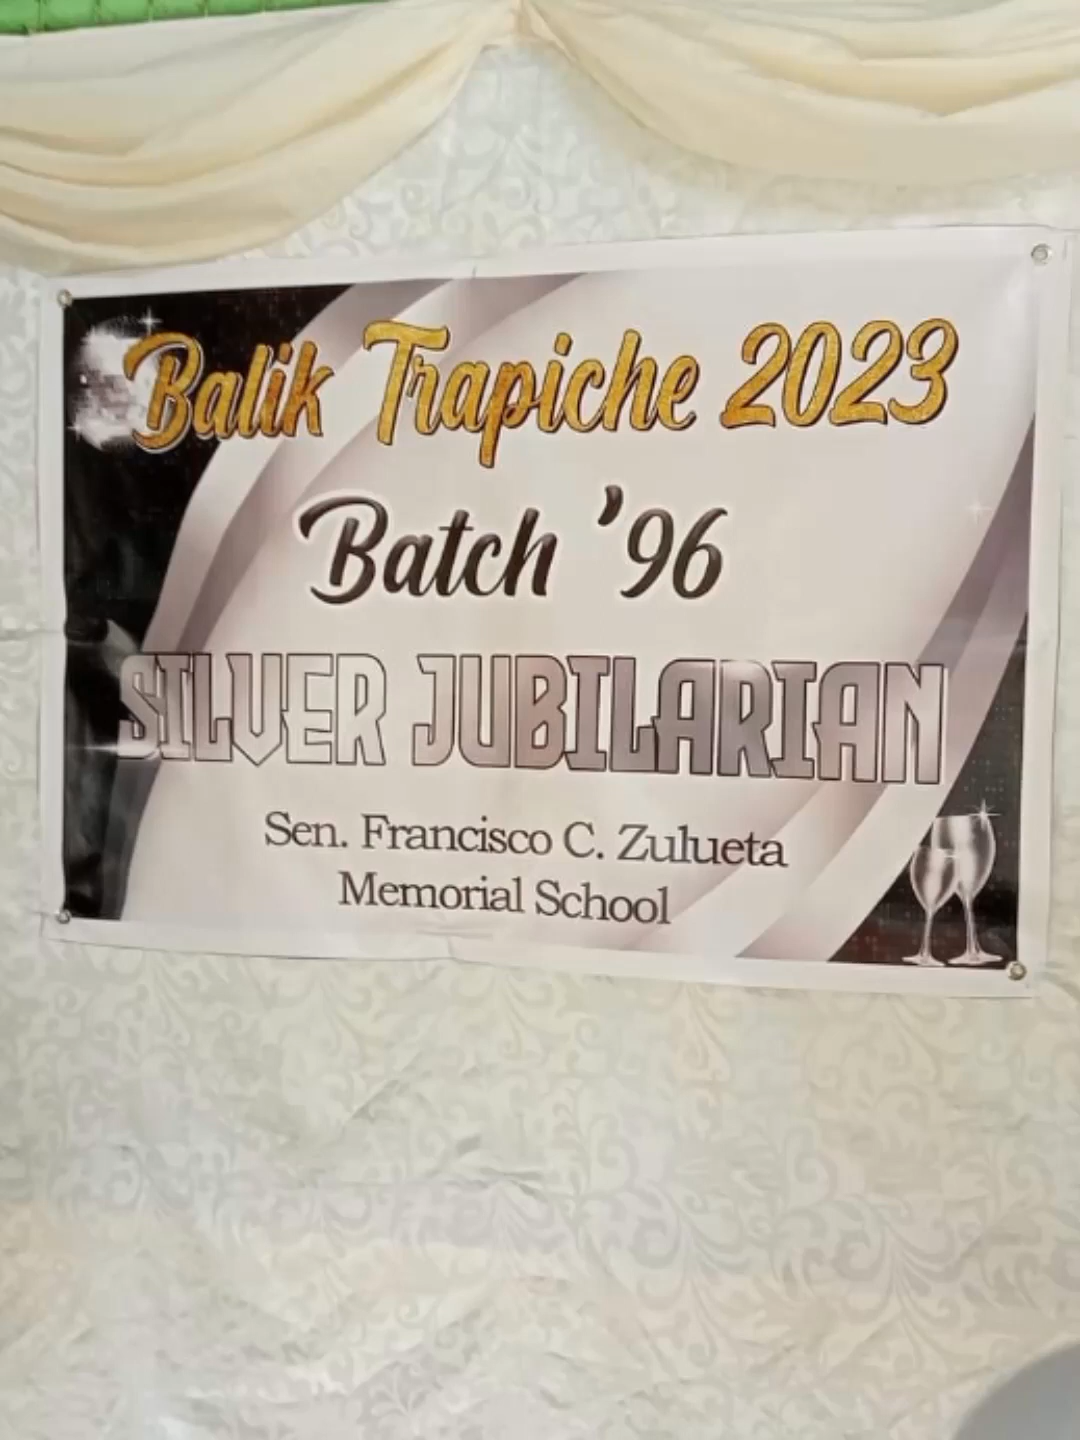 Balik Trapiche 2023
Batch '96
SILVER JUBILARIAN
Sen. Francisco C. Zulueta
Memorial School